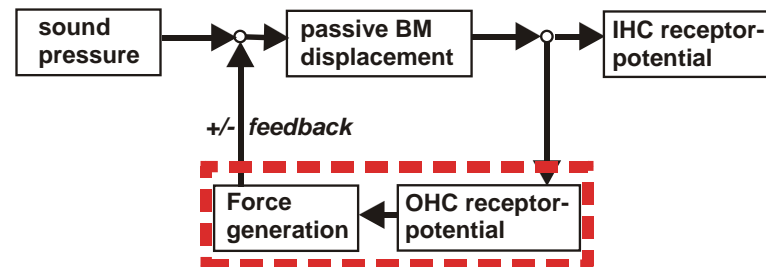 sound
pressure
passive BM
displacement
IHC receptor-
potential
+/- feedback
Force
generation
OHC receptor-
potential